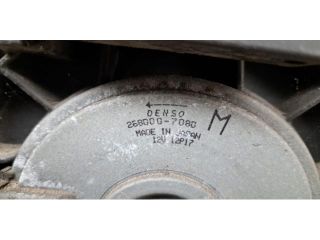 DENSO
268000-7080
MADE IN JAPAN
12V 12P17
M